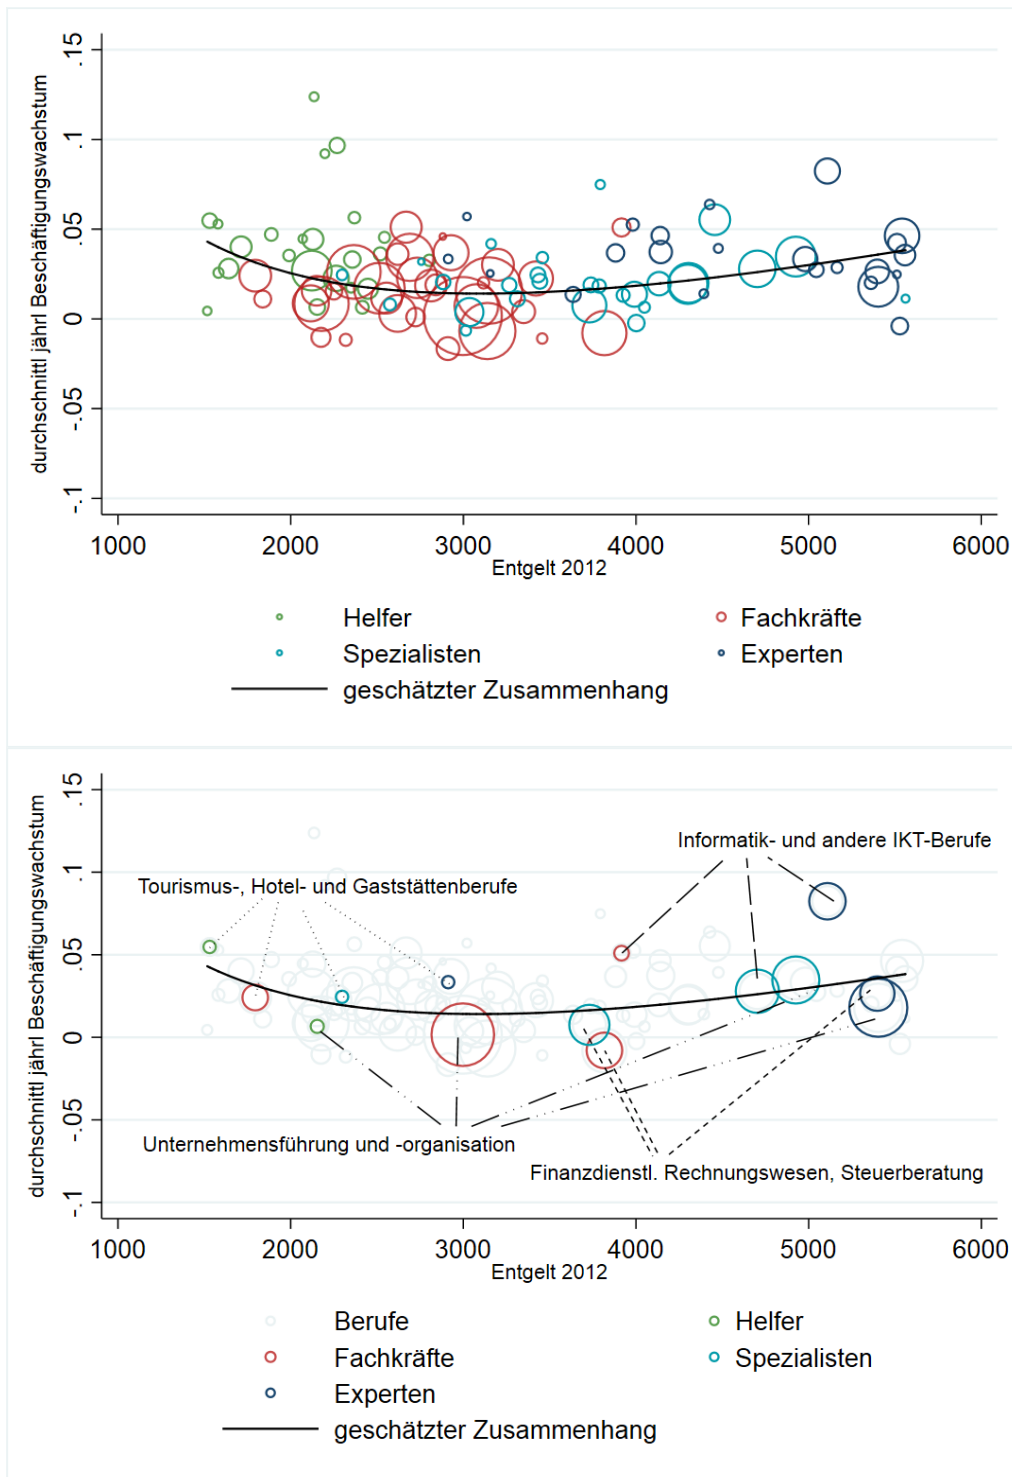 durchschnittl jährl Beschäftigungswachstum
.15
.1
.05
0
-.05
-.1
1000 2000 3000 4000 5000 6000
Entgelt 2012
Helfer Fachkräfte
Spezialisten Experten
geschätzter Zusammenhang
durchschnittl jährl Beschäftigungswachstum
.15
.1
.05
0
-.05
-.1
Informatik- und andere IKT-Berufe
Tourismus-, Hotel- und Gaststättenberufe
Unternehmensführung und -organisation
Finanzdienstl. Rechnungswesen, Steuerberatung
1000 2000 3000 4000 5000 6000
Entgelt 2012
Berufe Helfer
Fachkräfte Spezialisten
Experten
geschätzter Zusammenhang